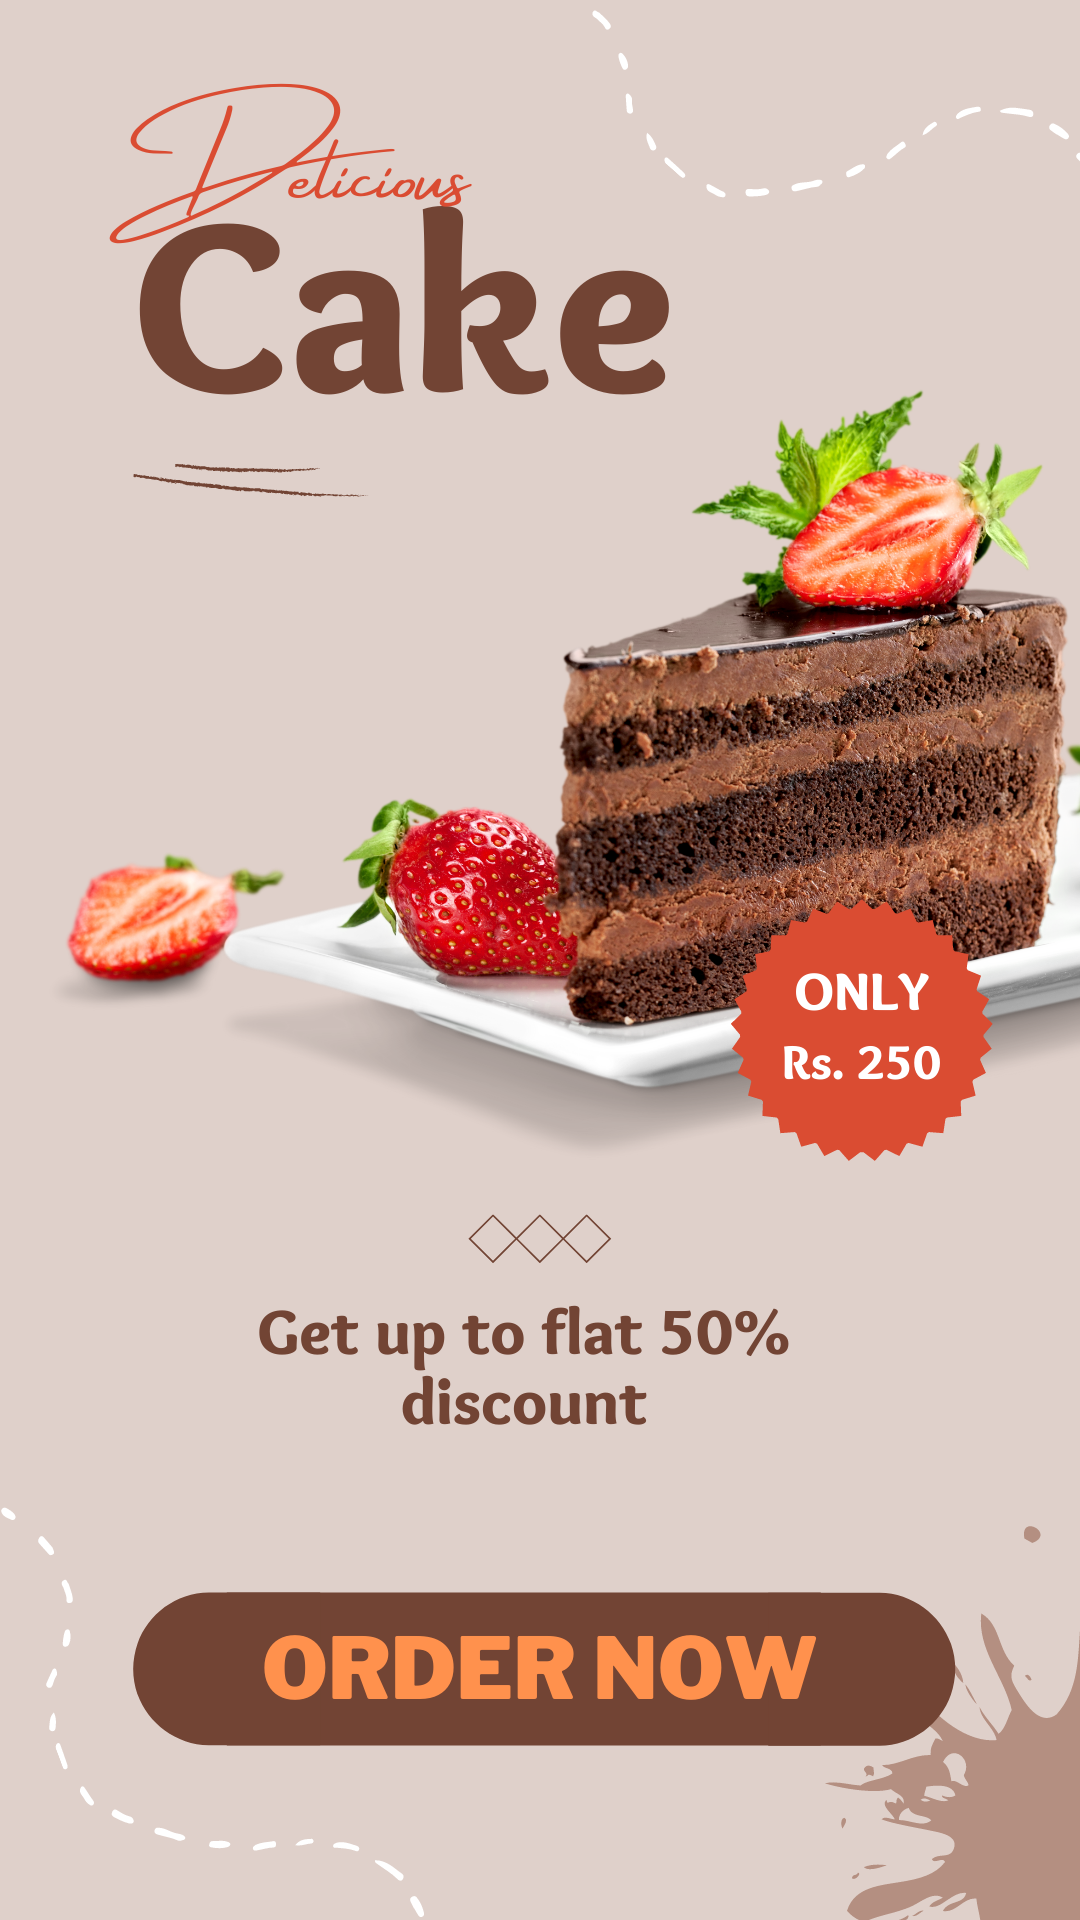 Delicious
Cake
ONLY
Rs. 250
Get up to flat 50%
discount
ORDER NOW